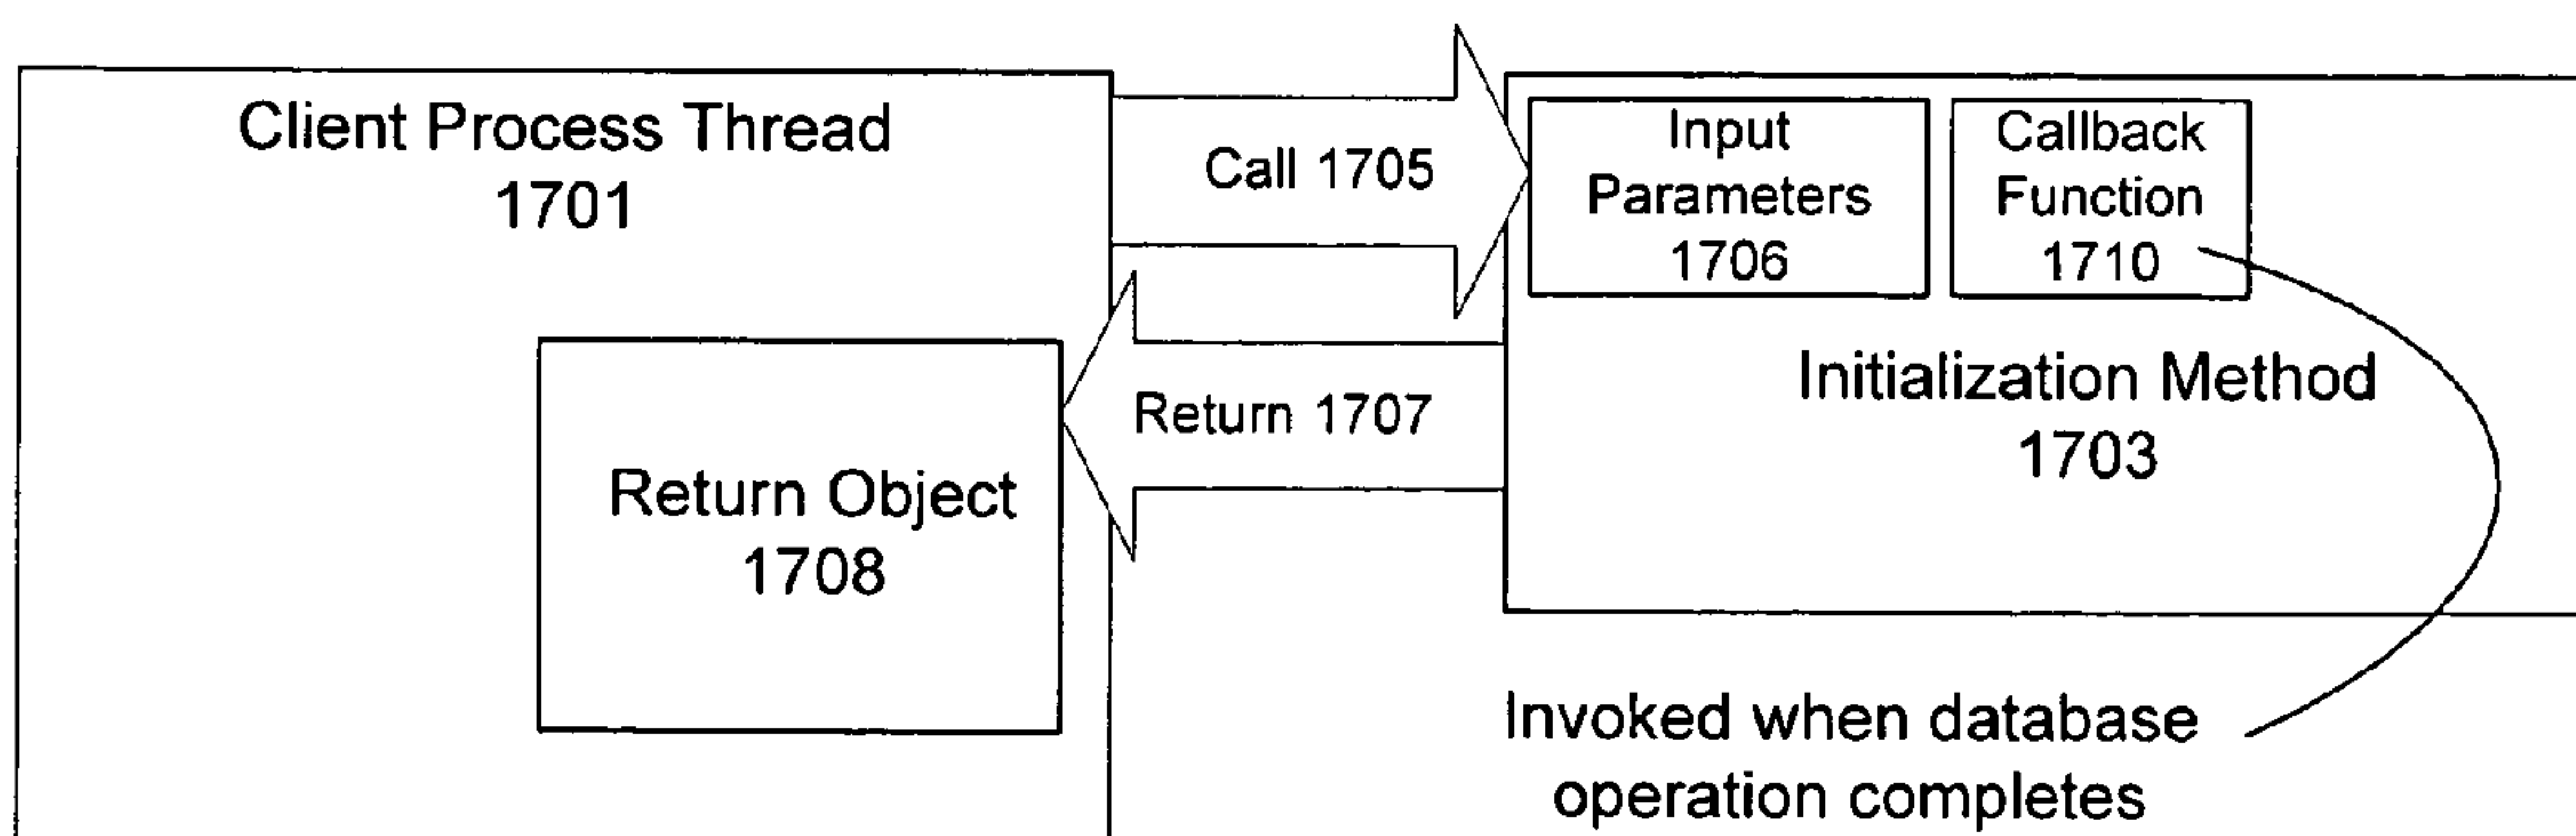 Client Process Thread
1701
Call 1705
Input
Parameters
1706
Callback
Function
1710
Return 1707
Initialization Method
1703
Return Object
1708
Invoked when database
operation completes